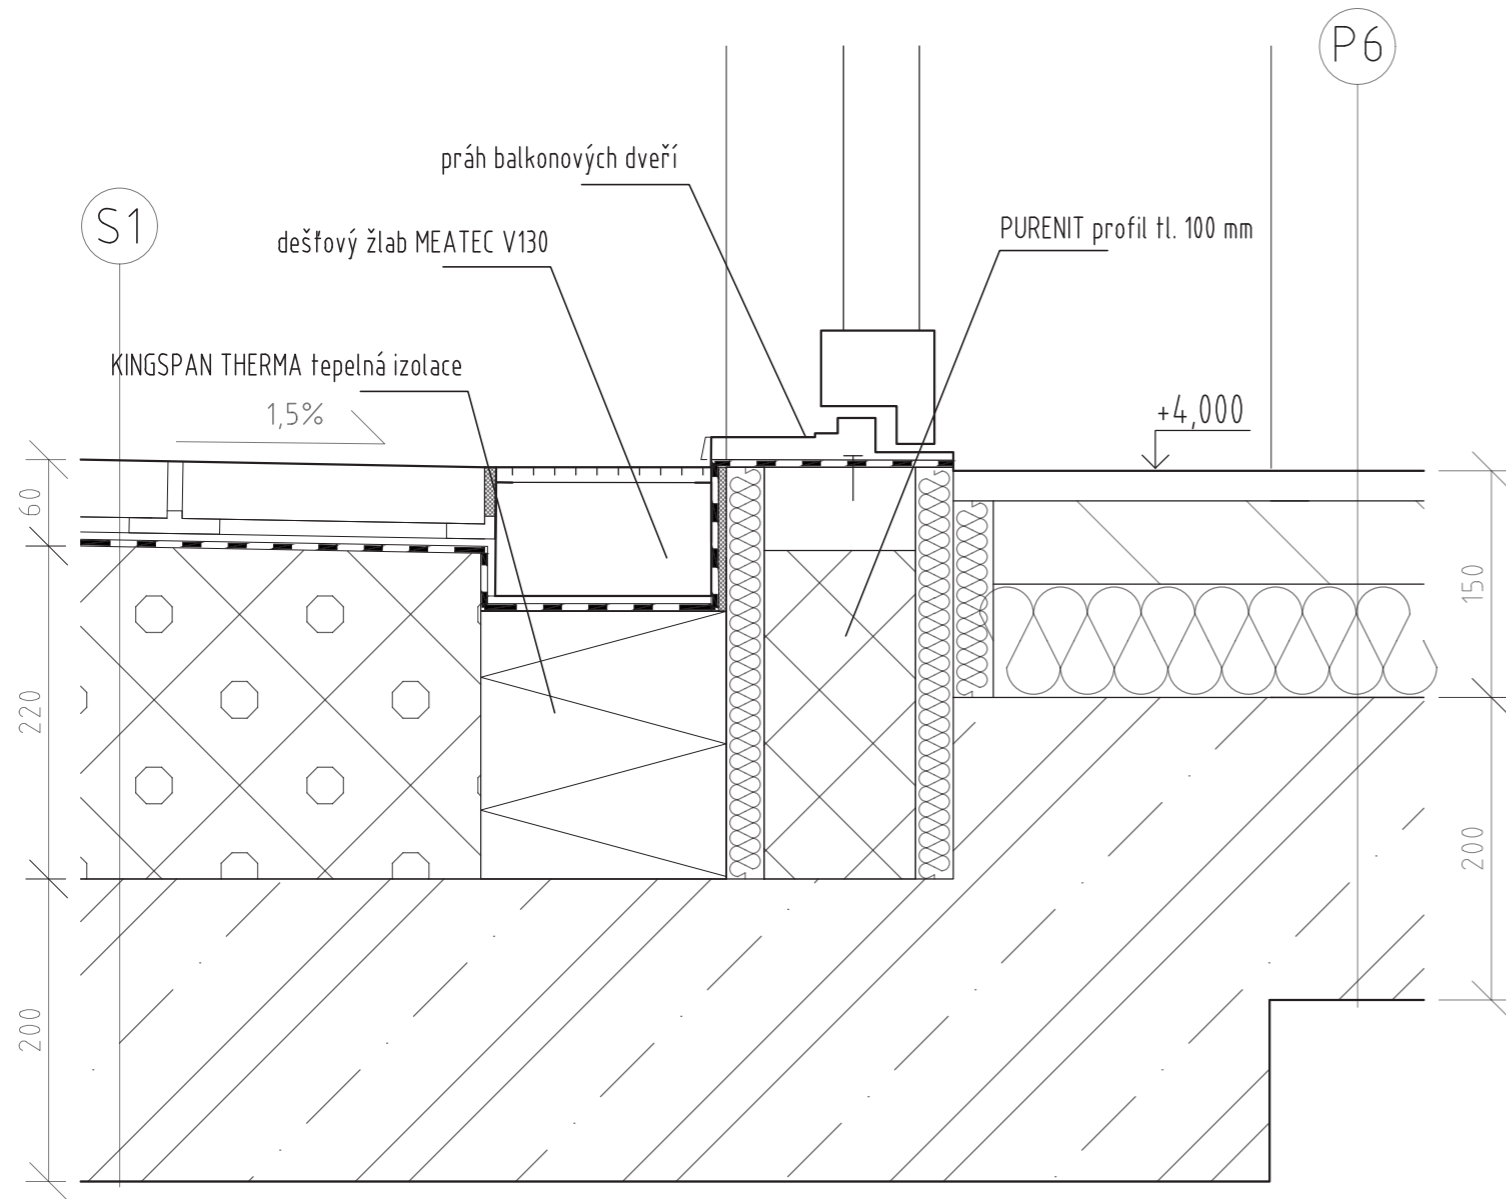 P6
práh balkonových dveří
S1
dešťový žlab MEATEC V130
PURENIT profil tl. 100 mm
KINGSPAN THERMA tepelná izolace
1,5%
+4,000
60
150
220
200
200